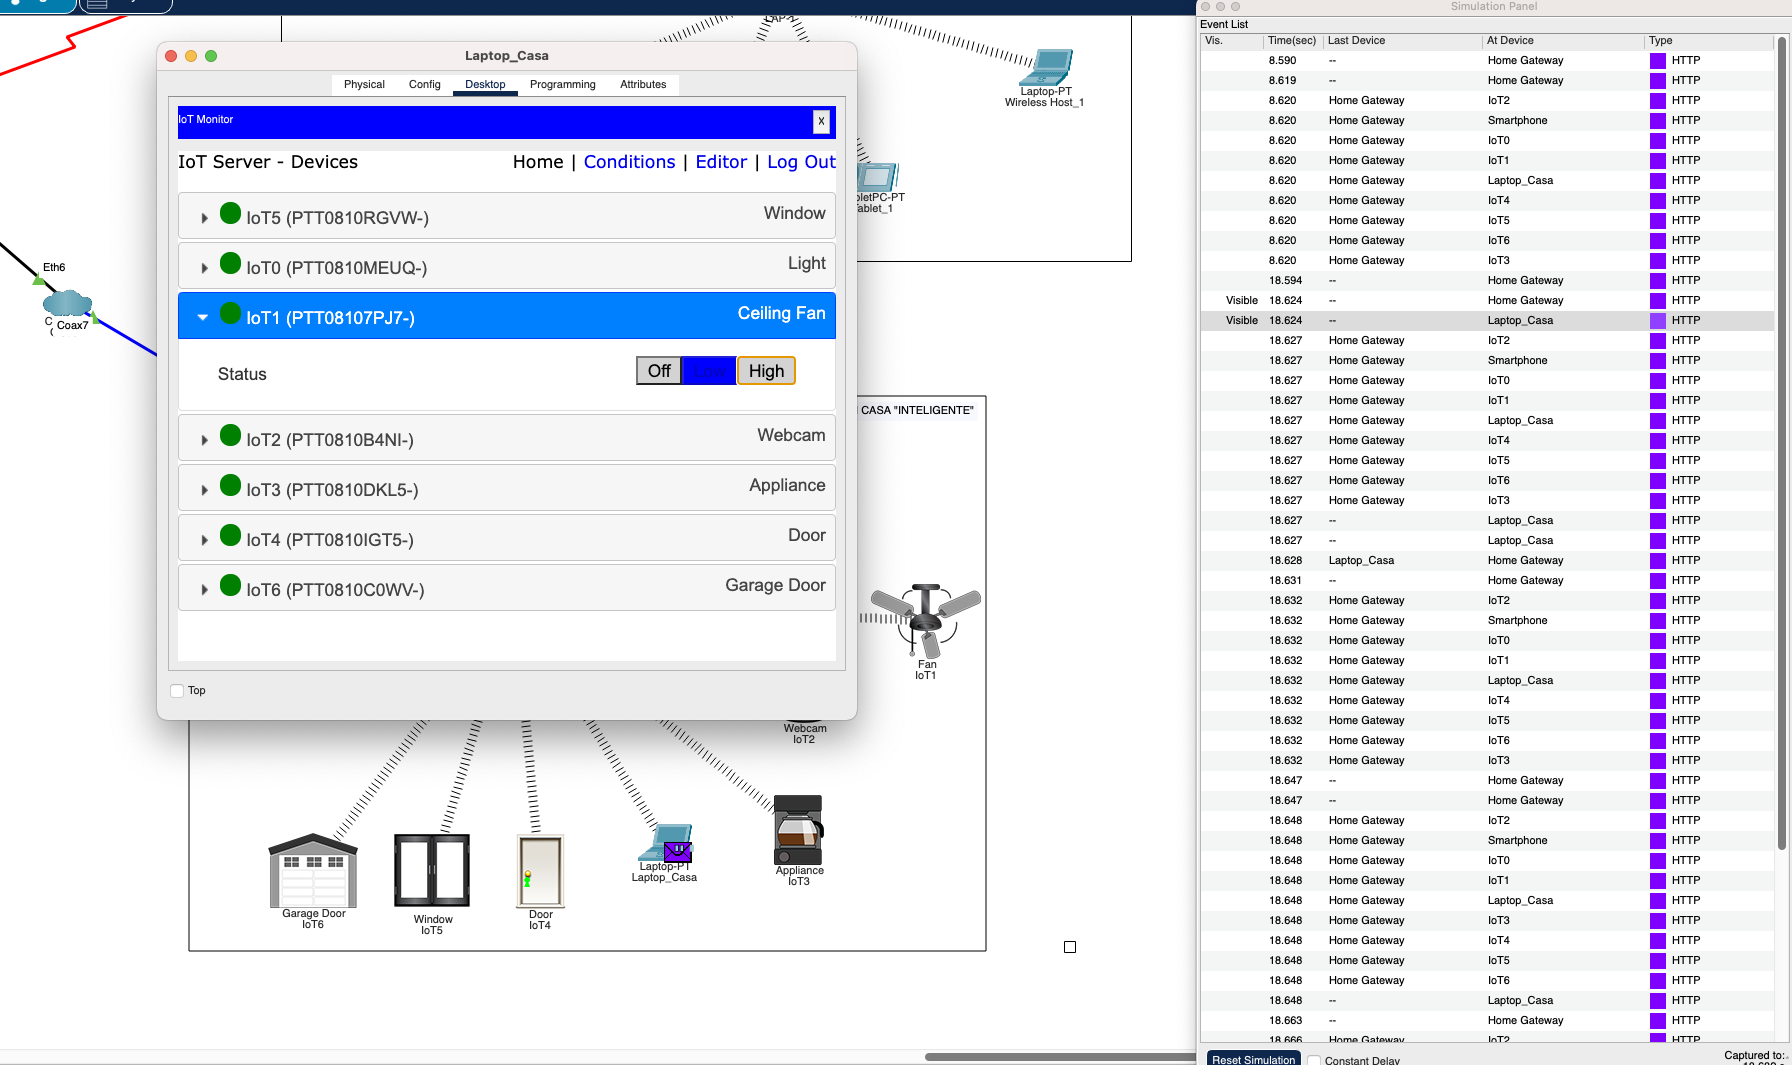 Laptop_Casa
Physical Config Desktop Programming Attributes
IoT Monitor X
IoT Server - Devices Home | Conditions | Editor | Log Out
IoT5 (PTT0810RGVW-) Window
IoT0 (PTT0810MEUQ-) Light
IoT1 (PTT08107PJ7-) Ceiling Fan
Status Off Low High
IoT2 (PTT0810B4NI-) Webcam
IoT3 (PTT0810DKL5-) Appliance
IoT4 (PTT0810IGT5-) Door
IoT6 (PTT0810C0WV-) Garage Door
Top
Eth6
Coax7
Laptop-PT
Wireless Host_1
CASA "INTELIGENTE"
Fan
IoT1
Webcam
IoT2
Garage Door
IoT6
Window
IoT5
Door
IoT4
Laptop-PT
Laptop_Casa
Appliance
IoT3
Simulation Panel
Event List
Vis. Time(sec) Last Device At Device Type
8.590 -- Home Gateway HTTP
8.619 -- Home Gateway HTTP
8.620 Home Gateway IoT2 HTTP
8.620 Home Gateway Smartphone HTTP
8.620 Home Gateway IoT0 HTTP
8.620 Home Gateway IoT1 HTTP
8.620 Home Gateway Laptop_Casa HTTP
8.620 Home Gateway IoT4 HTTP
8.620 Home Gateway IoT5 HTTP
8.620 Home Gateway IoT6 HTTP
8.620 Home Gateway IoT3 HTTP
18.594 -- Home Gateway HTTP
Visible 18.624 -- Home Gateway HTTP
Visible 18.624 -- Laptop_Casa HTTP
18.627 Home Gateway IoT2 HTTP
18.627 Home Gateway Smartphone HTTP
18.627 Home Gateway IoT0 HTTP
18.627 Home Gateway IoT1 HTTP
18.627 Home Gateway Laptop_Casa HTTP
18.627 Home Gateway IoT4 HTTP
18.627 Home Gateway IoT5 HTTP
18.627 Home Gateway IoT6 HTTP
18.627 Home Gateway IoT3 HTTP
18.627 -- Laptop_Casa HTTP
18.627 -- Laptop_Casa HTTP
18.628 Laptop_Casa Home Gateway HTTP
18.631 -- Home Gateway HTTP
18.632 Home Gateway IoT2 HTTP
18.632 Home Gateway Smartphone HTTP
18.632 Home Gateway IoT0 HTTP
18.632 Home Gateway IoT1 HTTP
18.632 Home Gateway Laptop_Casa HTTP
18.632 Home Gateway IoT4 HTTP
18.632 Home Gateway IoT5 HTTP
18.632 Home Gateway IoT6 HTTP
18.632 Home Gateway IoT3 HTTP
18.647 -- Home Gateway HTTP
18.647 -- Home Gateway HTTP
18.648 Home Gateway IoT2 HTTP
18.648 Home Gateway Smartphone HTTP
18.648 Home Gateway IoT0 HTTP
18.648 Home Gateway IoT1 HTTP
18.648 Home Gateway Laptop_Casa HTTP
18.648 Home Gateway IoT3 HTTP
18.648 Home Gateway IoT4 HTTP
18.648 Home Gateway IoT5 HTTP
18.648 Home Gateway IoT6 HTTP
18.648 -- Laptop_Casa HTTP
18.663 -- Home Gateway HTTP
18.666 Home Gateway IoT2 HTTP
Reset Simulation Constant Delay Captured to: